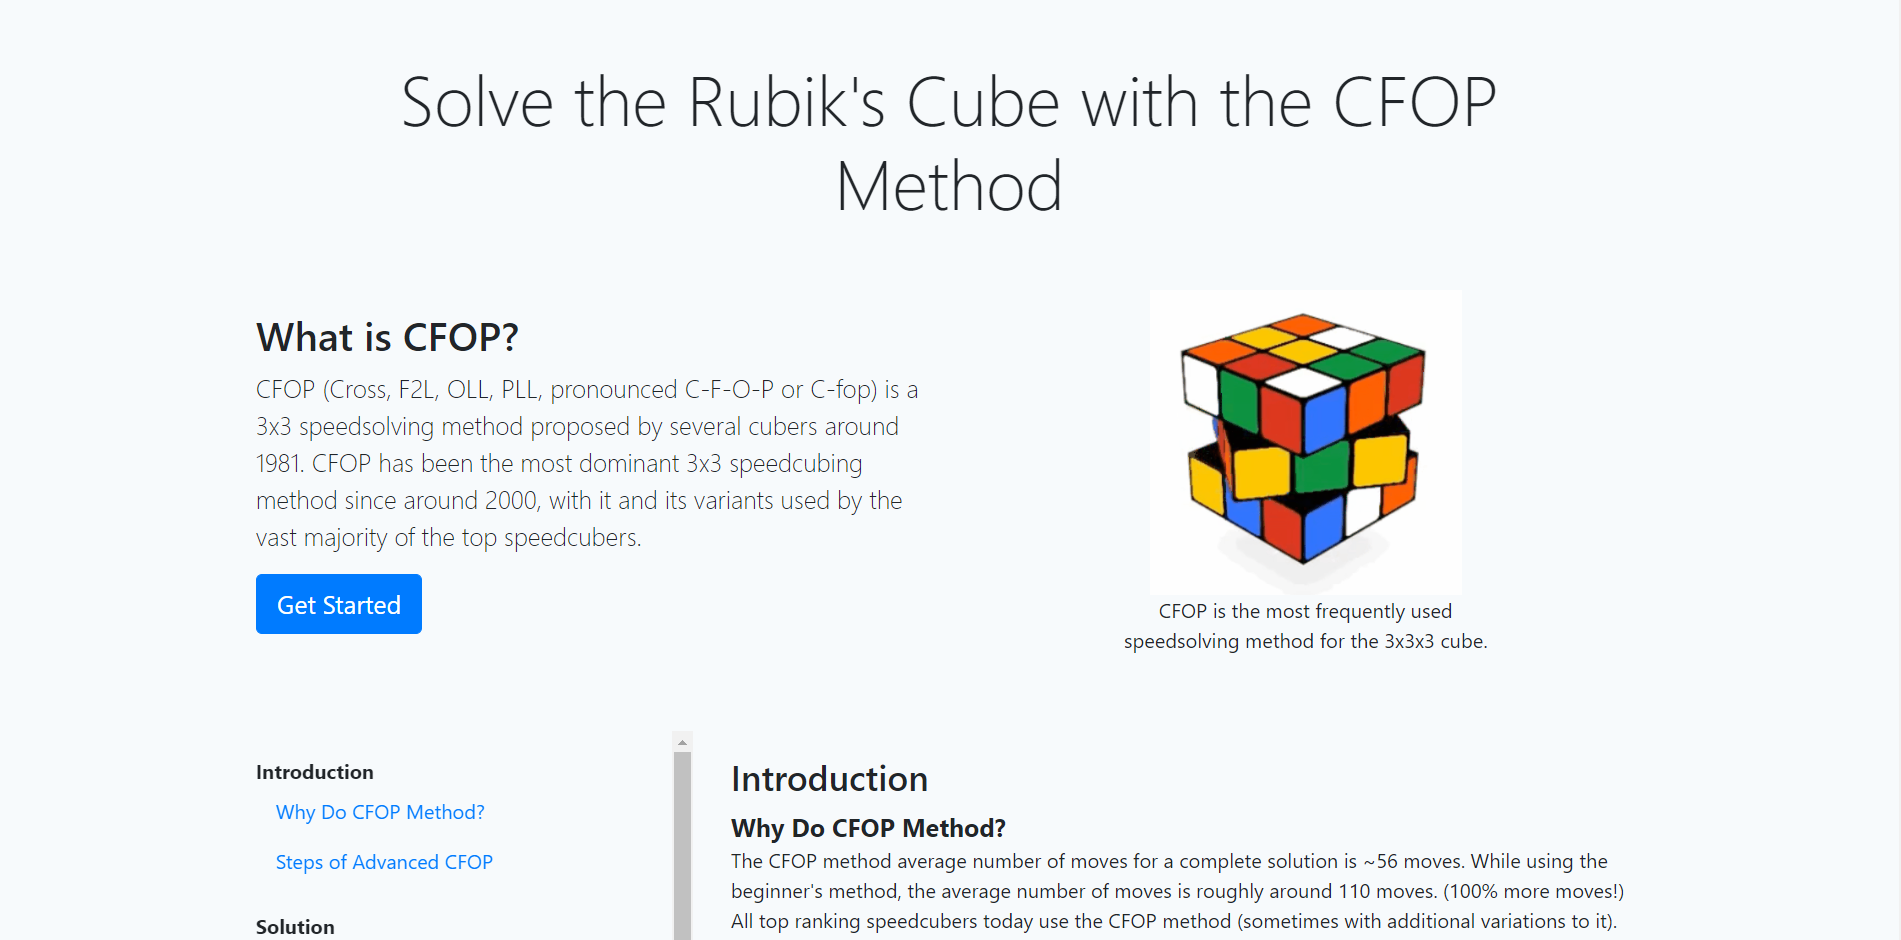 Solve the Rubik's Cube with the CFOP
Method
What is CFOP?
CFOP (Cross, F2L, OLL, PLL, pronounced C-F-O-P or C-fop) is a
3x3 speedsolving method proposed by several cubers around
1981. CFOP has been the most dominant 3x3 speedcubing
method since around 2000, with it and its variants used by the
vast majority of the top speedcubers.
Get Started
CFOP is the most frequently used
speedsolving method for the 3x3x3 cube.
Introduction
Why Do CFOP Method?
Steps of Advanced CFOP
Solution
Introduction
Why Do CFOP Method?
The CFOP method average number of moves for a complete solution is ~56 moves. While using the
beginner's method, the average number of moves is roughly around 110 moves. (100% more moves!)
All top ranking speedcubers today use the CFOP method (sometimes with additional variations to it).